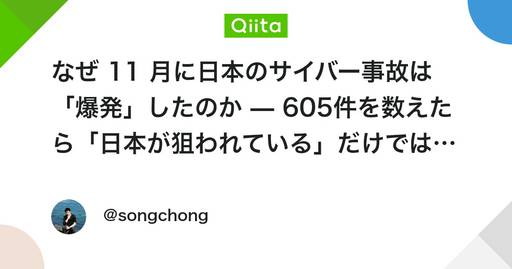 Qiita
なぜ 11 月に日本のサイバー事故は
「爆発」したのか — 605件を数えた
ら「日本が狙われている」だけでは…
@songchong